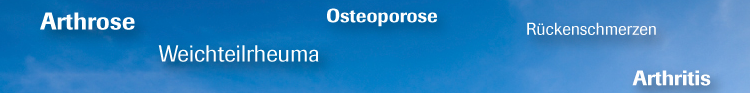 Arthrose
Osteoporose
Rückenschmerzen
Weichteilrheuma
Arthritis